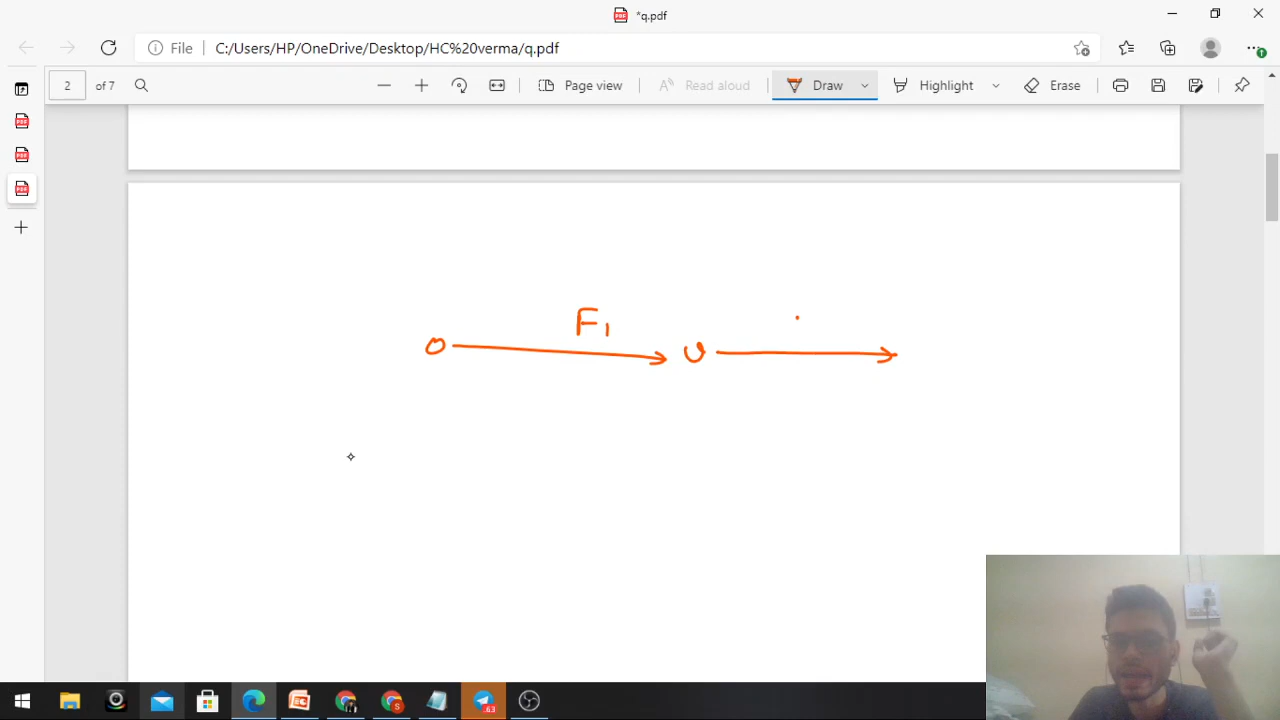 *q.pdf
File C:/Users/HP/OneDrive/Desktop/HC%20verma/q.pdf
2 of 7 Page view Read aloud Draw Highlight Erase
F₁
0 υ
63